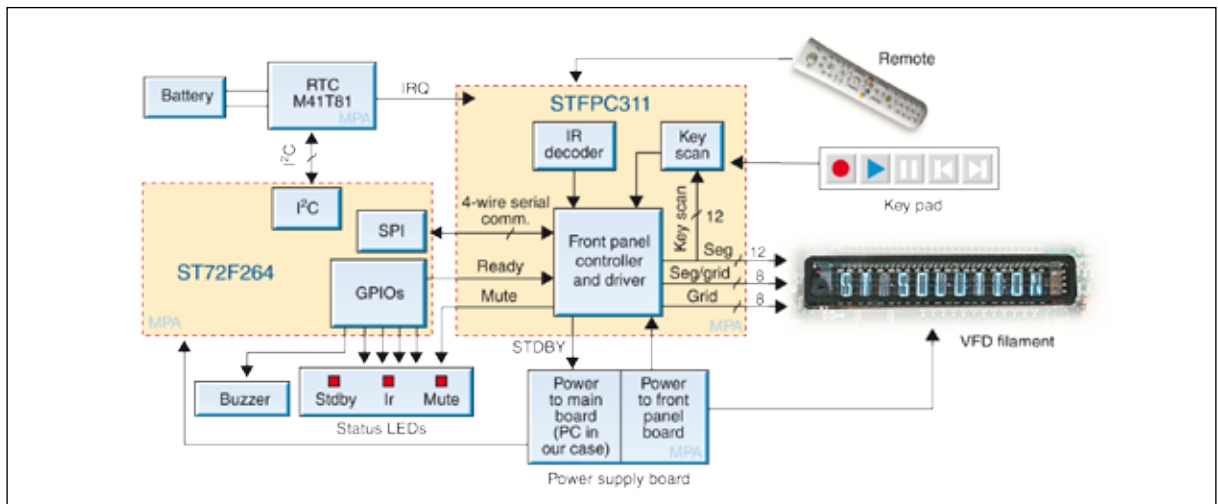 Battery
RTC
M41T81
MPA
IRQ
I²C
STFPC311
IR
decoder
Key
scan
Remote
Key pad
ST72F264
I²C
SPI
GPIOs
MPA
4-wire serial
comm.
Ready
Mute
Front panel
controller
and driver
Key scan
12
Seg
12
Seg/grid
8
Grid
8
MPA
VFD filament
STDBY
Buzzer
Stdby
Ir
Mute
Status LEDs
Power
to main
board
(PC in
our case)
Power
to front
panel
board
MPA
Power supply board